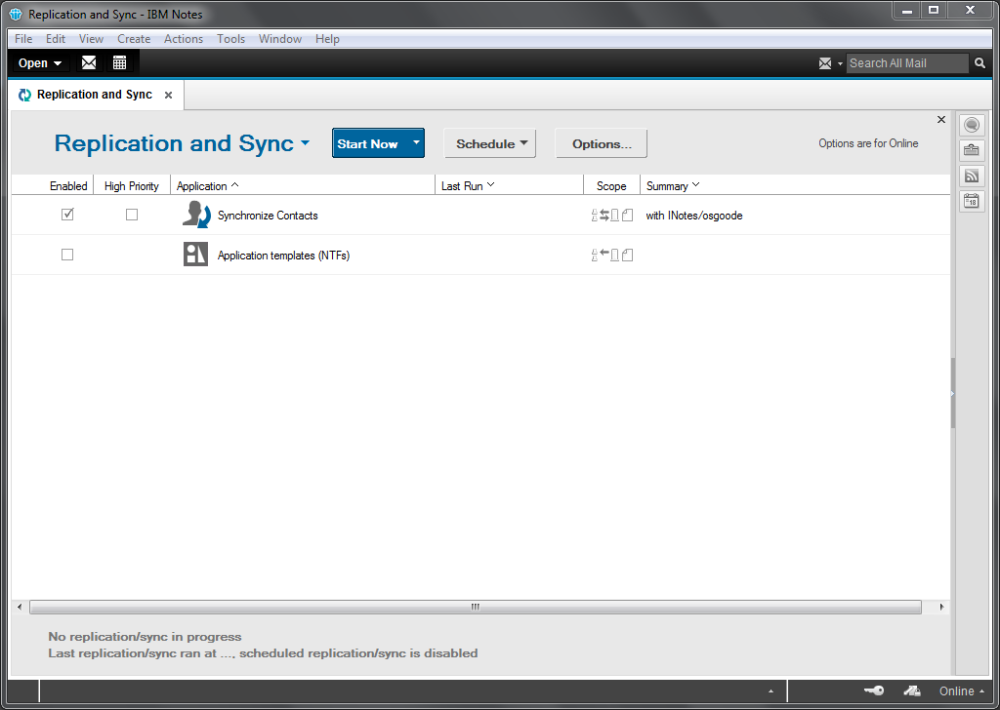 Replication and Sync - IBM Notes
File Edit View Create Actions Tools Window Help
Open Search All Mail
Replication and Sync
Replication and Sync Start Now Schedule Options... Options are for Online
Enabled High Priority Application Last Run Scope Summary
Synchronize Contacts with INotes/osgoode
Application templates (NTFs)
18
No replication/sync in progress
Last replication/sync ran at ..., scheduled replication/sync is disabled
Online